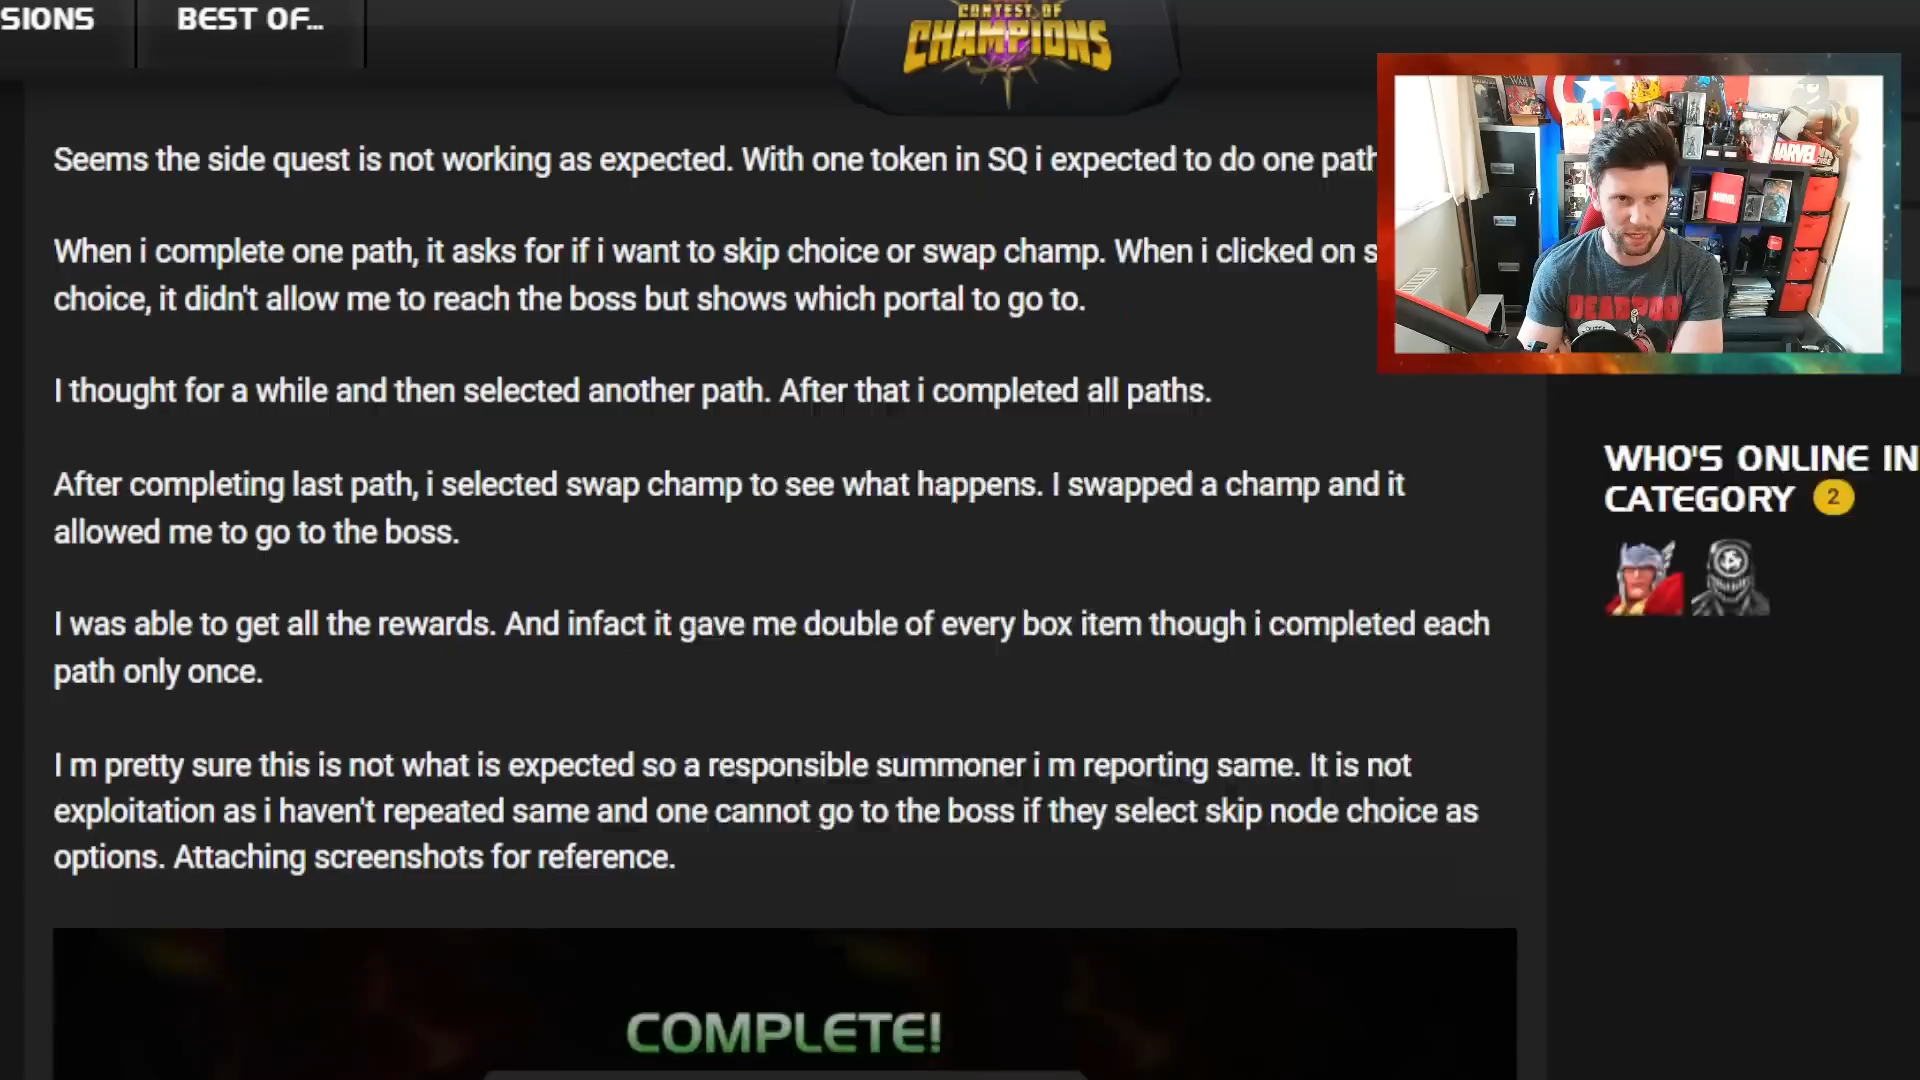 SIONS
BEST OF...
CONTEST OF
CHAMPIONS
Seems the side quest is not working as expected. With one token in SQ i expected to do one path
When i complete one path, it asks for if i want to skip choice or swap champ. When i clicked on s
choice, it didn't allow me to reach the boss but shows which portal to go to.
I thought for a while and then selected another path. After that i completed all paths.
After completing last path, i selected swap champ to see what happens. I swapped a champ and it
allowed me to go to the boss.
I was able to get all the rewards. And infact it gave me double of every box item though i completed each
path only once.
I m pretty sure this is not what is expected so a responsible summoner i m reporting same. It is not
exploitation as i haven't repeated same and one cannot go to the boss if they select skip node choice as
options. Attaching screenshots for reference.
COMPLETE!
MARVEL
DEADPOOL
WHO'S ONLINE IN
CATEGORY 2